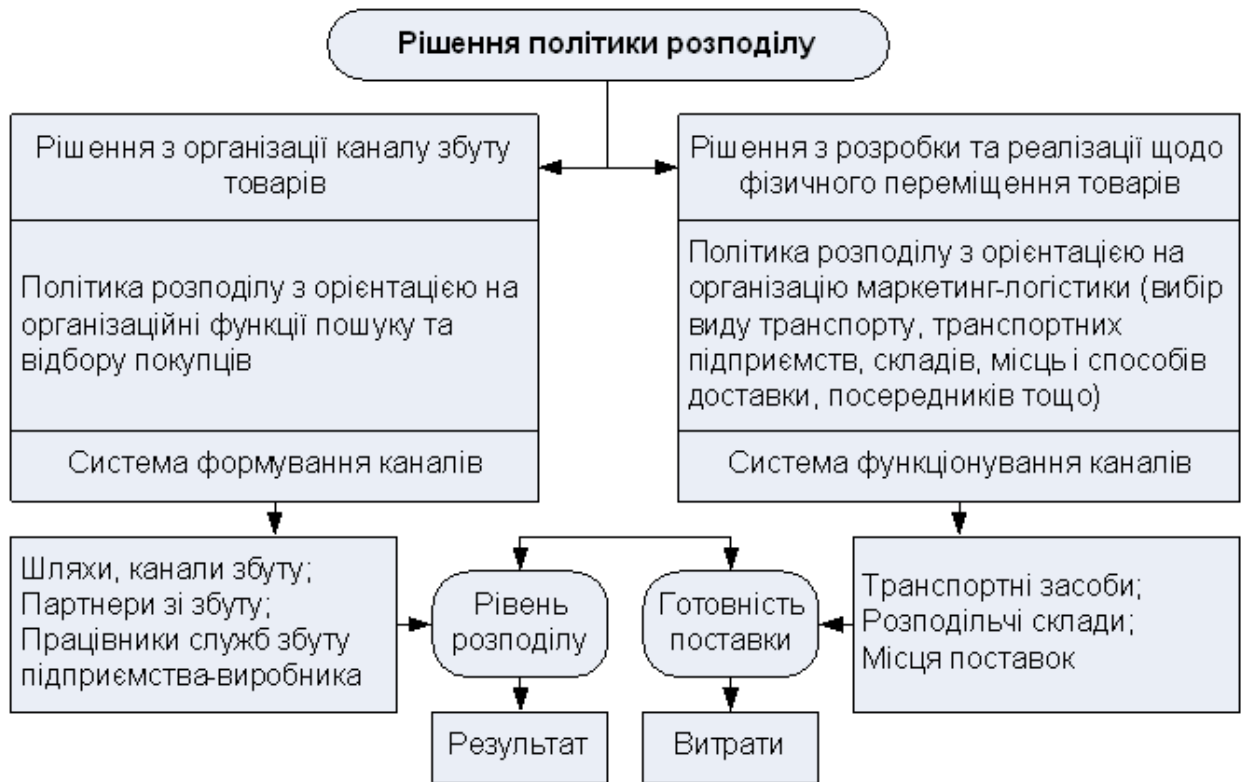 Рішення політики розподілу
Рішення з організації каналу збуту
товарів
Політика розподілу з орієнтацією на
організаційні функції пошуку та
відбору покупців
Система формування каналів
Рішення з розробки та реалізації щодо
фізичного переміщення товарів
Політика розподілу з орієнтацією на
організацію маркетинг-логістики (вибір
виду транспорту, транспортних
підприємств, складів, місць і способів
доставки, посередників тощо)
Система функціонування каналів
Шляхи, канали збуту;
Партнери зі збуту;
Працівники служб збуту
підприємства-виробника
Рівень
розподілу
Готовність
поставки
Транспортні засоби;
Розподільчі склади;
Місця поставок
Результат
Витрати